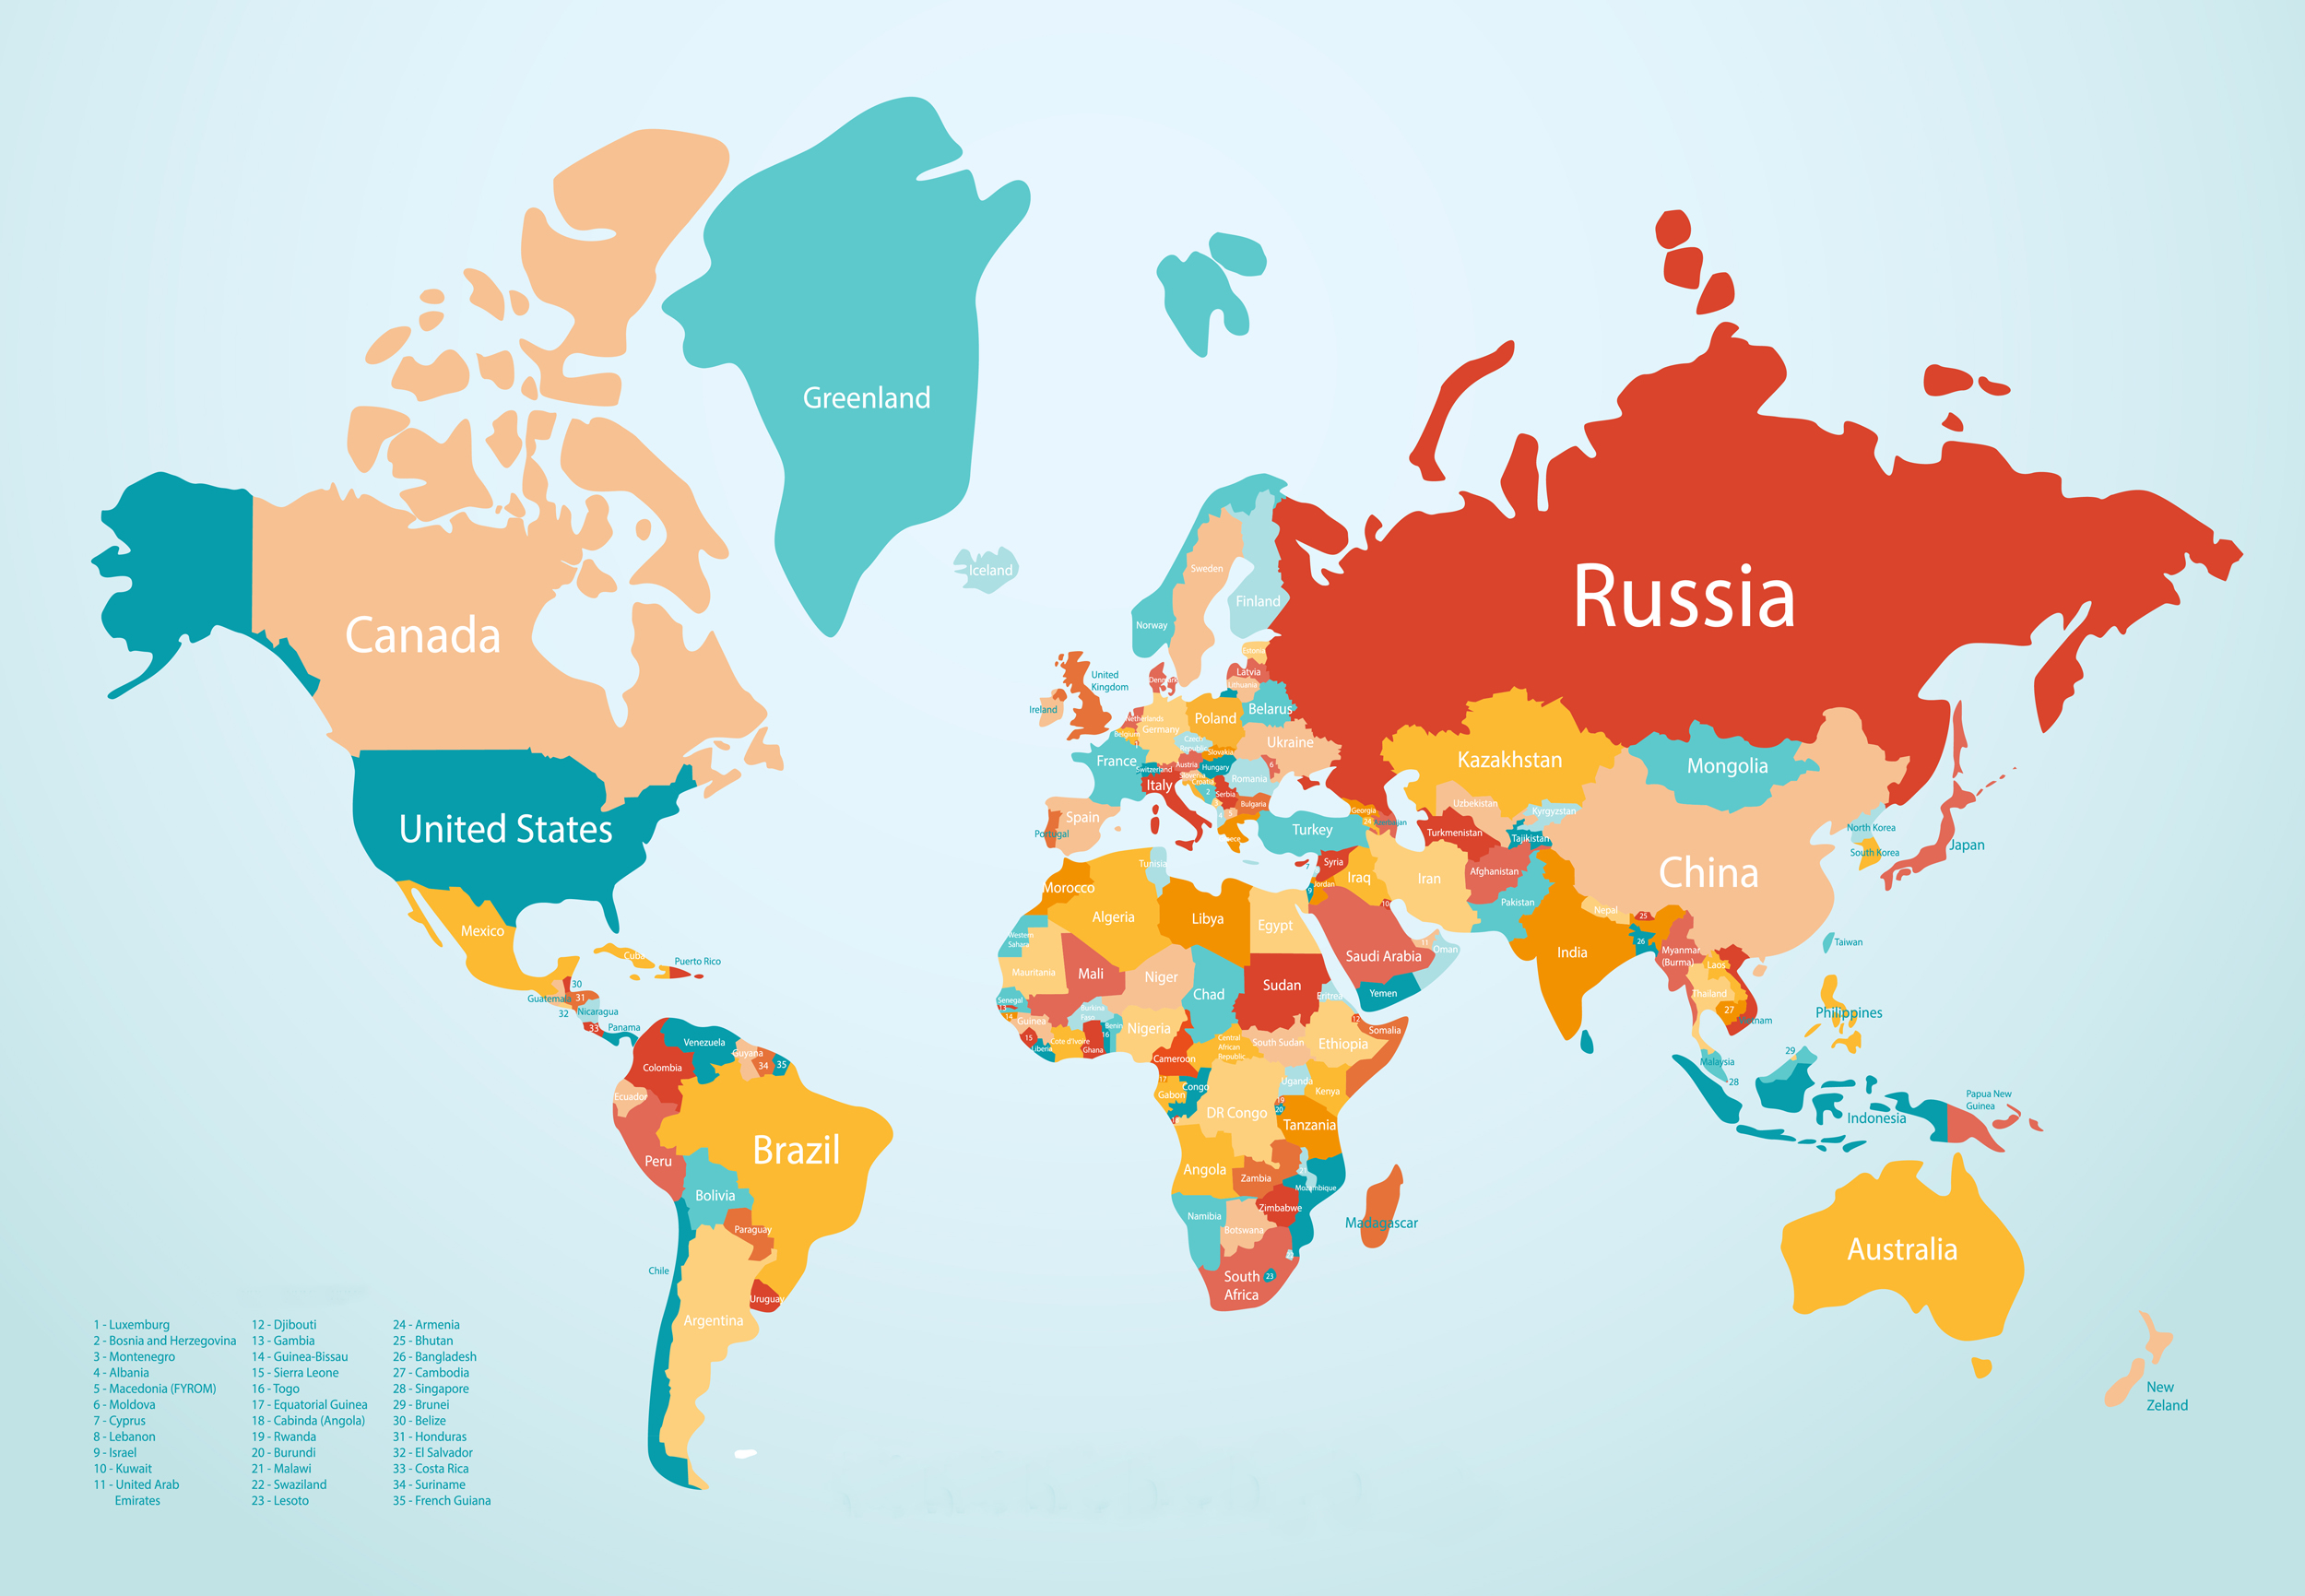 Greenland
Iceland
Canada
Russia
Sweden
Finland
Norway
Estonia
Latvia
Lithuania
Denmark
United
Kingdom
Ireland
Netherlands
Belarus
Poland
Germany
Belgium
1
Ukraine
Czech
Republic
Slovakia
France
Switzerland
Austria
Hungary
6
Slovenia
Croatia
Romania
Italy
2
Serbia
Bulgaria
4
Spain
Portugal
Kazakhstan
Mongolia
Uzbekistan
Kyrgyzstan
Georgia
24
Azerbaijan
Turkey
Turkmenistan
Tajikistan
North Korea
South Korea
Japan
United States
China
Tunisia
7
Syria
Iraq
Iran
Afghanistan
Morocco
9
Jordan
10
Pakistan
Nepal
25
Algeria
Libya
Egypt
Mexico
Western
Sahara
11
Oman
India
26
Myanmar
(Burma)
Taiwan
Cuba
Puerto Rico
Saudi Arabia
Laos
Mauritania
Mali
Niger
Chad
Sudan
Yemen
Thailand
30
Guatemala
31
32
Nicaragua
33
Panama
Senegal
13
14
Guinea
15
Liberia
Burkina
Faso
Cote d'Ivoire
Ghana
Benin
16
Nigeria
Eritrea
12
Somalia
Ethiopia
27
Vietnam
Philippines
Central
African
Republic
South Sudan
Cameroon
Venezuela
Guyana
34
35
Colombia
Ecuador
Malaysia
28
29
17
Gabon
Congo
Uganda
Kenya
DR Congo
19
20
Tanzania
Indonesia
Papua New
Guinea
Brazil
Peru
Bolivia
Angola
Zambia
Mozambique
Zimbabwe
Namibia
Botswana
Madagascar
Paraguay
Chile
South
Africa
23
Australia
Uruguay
Argentina
New
Zeland
1 - Luxemburg
2 - Bosnia and Herzegovina
3 - Montenegro
4 - Albania
5 - Macedonia (FYROM)
6 - Moldova
7 - Cyprus
8 - Lebanon
9 - Israel
10 - Kuwait
11 - United Arab
Emirates
12 - Djibouti
13 - Gambia
14 - Guinea-Bissau
15 - Sierra Leone
16 - Togo
17 - Equatorial Guinea
18 - Cabinda (Angola)
19 - Rwanda
20 - Burundi
21 - Malawi
22 - Swaziland
23 - Lesoto
24 - Armenia
25 - Bhutan
26 - Bangladesh
27 - Cambodia
28 - Singapore
29 - Brunei
30 - Belize
31 - Honduras
32 - El Salvador
33 - Costa Rica
34 - Suriname
35 - French Guiana